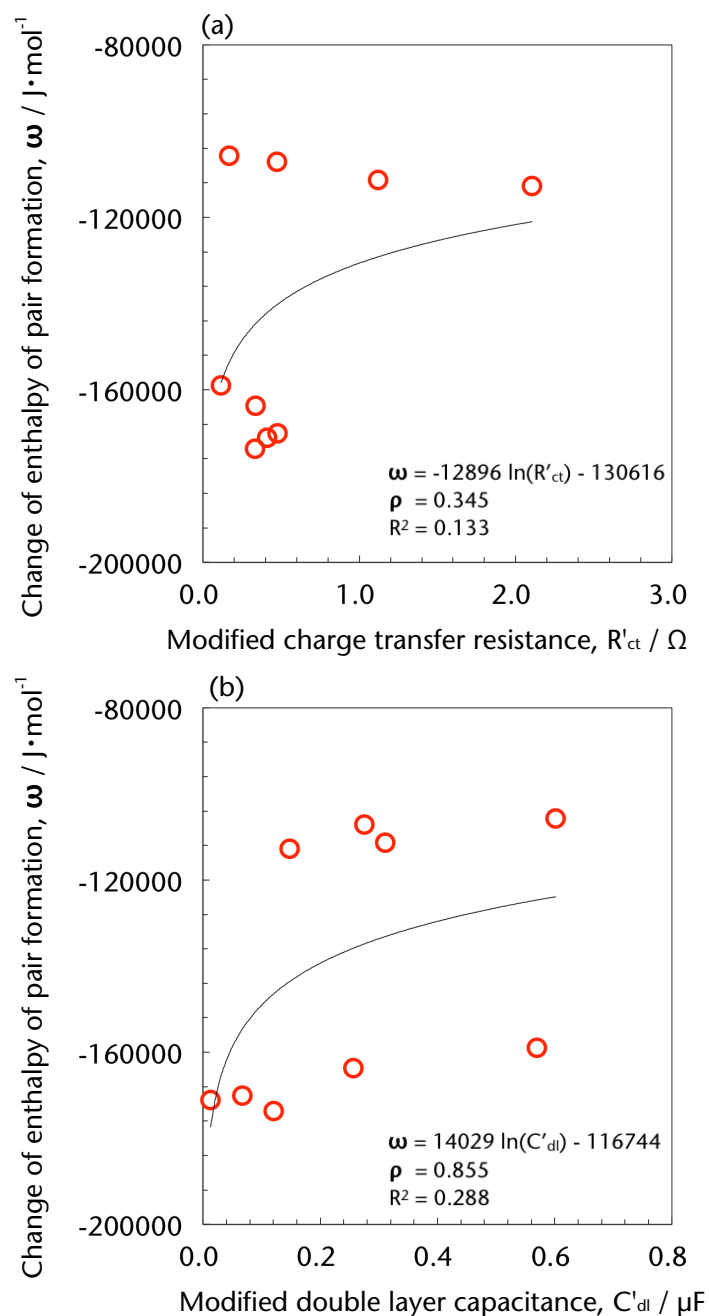 (a)
Change of enthalpy of pair formation, ω / J·mol⁻¹
-80000
-120000
-160000
-200000
ω = -12896 ln(R'ct) - 130616
ρ = 0.345
R² = 0.133
0.0 1.0 2.0 3.0
Modified charge transfer resistance, R'ct / Ω
(b)
Change of enthalpy of pair formation, ω / J·mol⁻¹
-80000
-120000
-160000
-200000
ω = 14029 ln(C'dl) - 116744
ρ = 0.855
R² = 0.288
0.0 0.2 0.4 0.6 0.8
Modified double layer capacitance, C'dl / µF